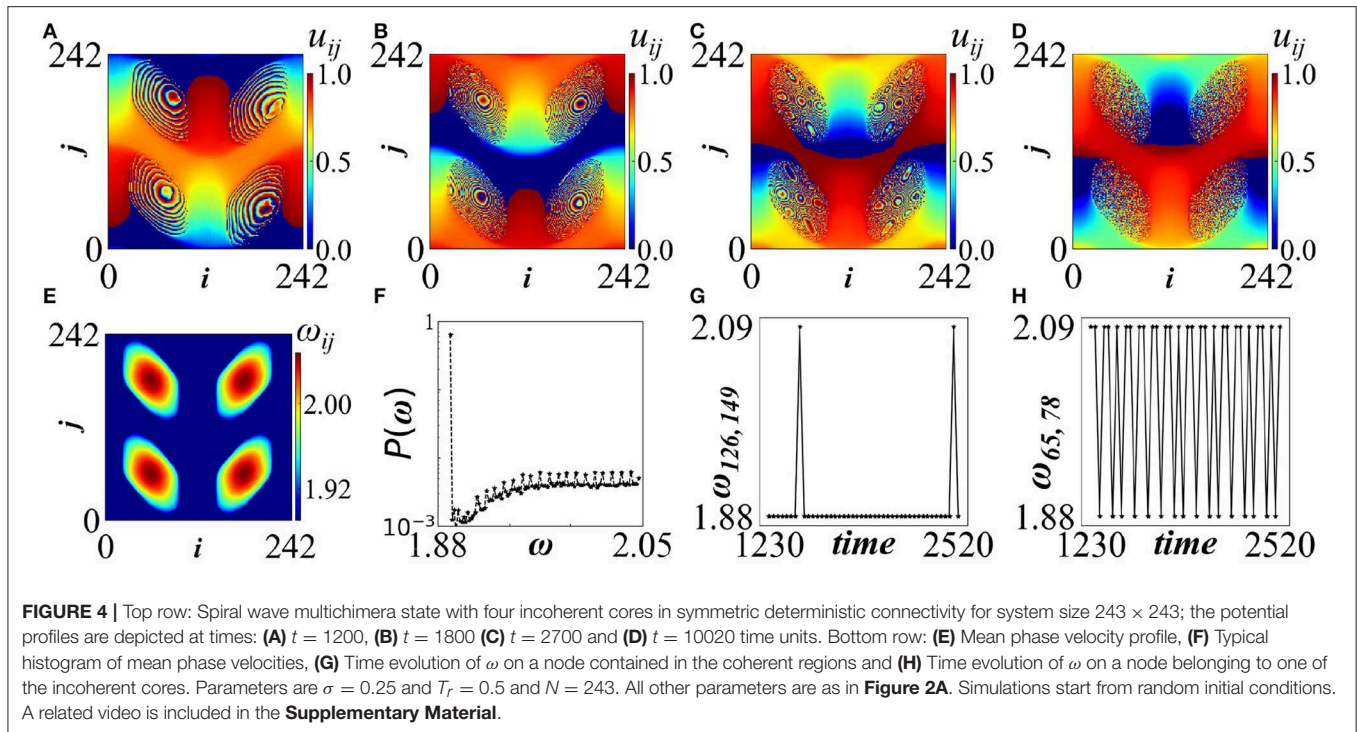 A B C D
242 u_ij 242 u_ij 242 u_ij 242 u_ij
1.0 1.0 1.0 1.0
j j j j
0.5 0.5 0.5 0.5
0 0.0 0 0.0 0 0.0 0 0.0
0 i 242 0 i 242 0 i 242 0 i 242
E F G H
242 ω_ij 1 2.09 2.09
2.00
j P(ω) ω_126, 149 ω_65, 78
1.92
0 10^-3 1.88 1.88
0 i 242 1.88 ω 2.05 1230 time 2520 1230 time 2520
FIGURE 4 | Top row: Spiral wave multichimera state with four incoherent cores in symmetric deterministic connectivity for system size 243 × 243; the potential
profiles are depicted at times: (A) t = 1200, (B) t = 1800 (C) t = 2700 and (D) t = 10020 time units. Bottom row: (E) Mean phase velocity profile, (F) Typical
histogram of mean phase velocities, (G) Time evolution of ω on a node contained in the coherent regions and (H) Time evolution of ω on a node belonging to one of
the incoherent cores. Parameters are σ = 0.25 and T_r = 0.5 and N = 243. All other parameters are as in Figure 2A. Simulations start from random initial conditions.
A related video is included in the Supplementary Material.